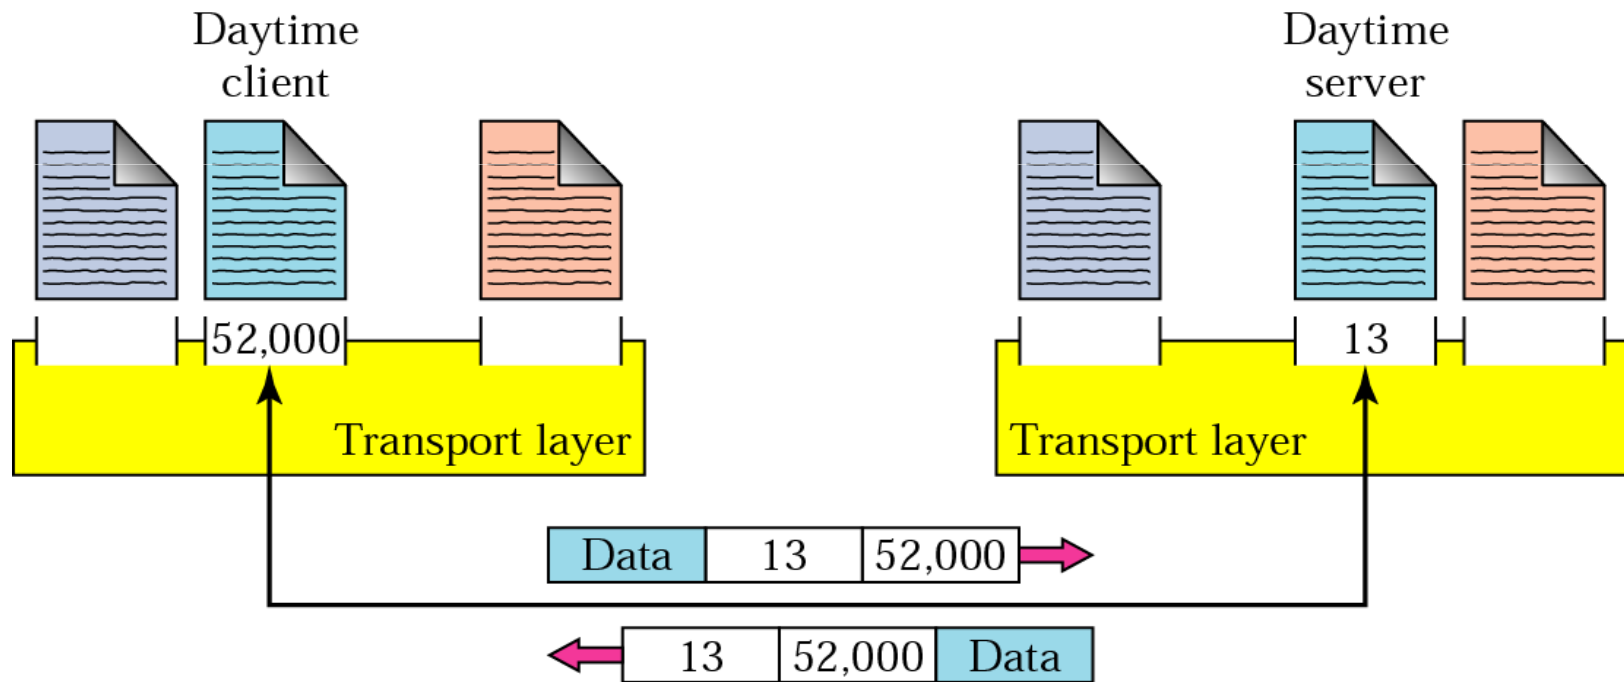 Daytime
client
Daytime
server
52,000
13
Transport layer
Transport layer
Data 13 52,000
13 52,000 Data